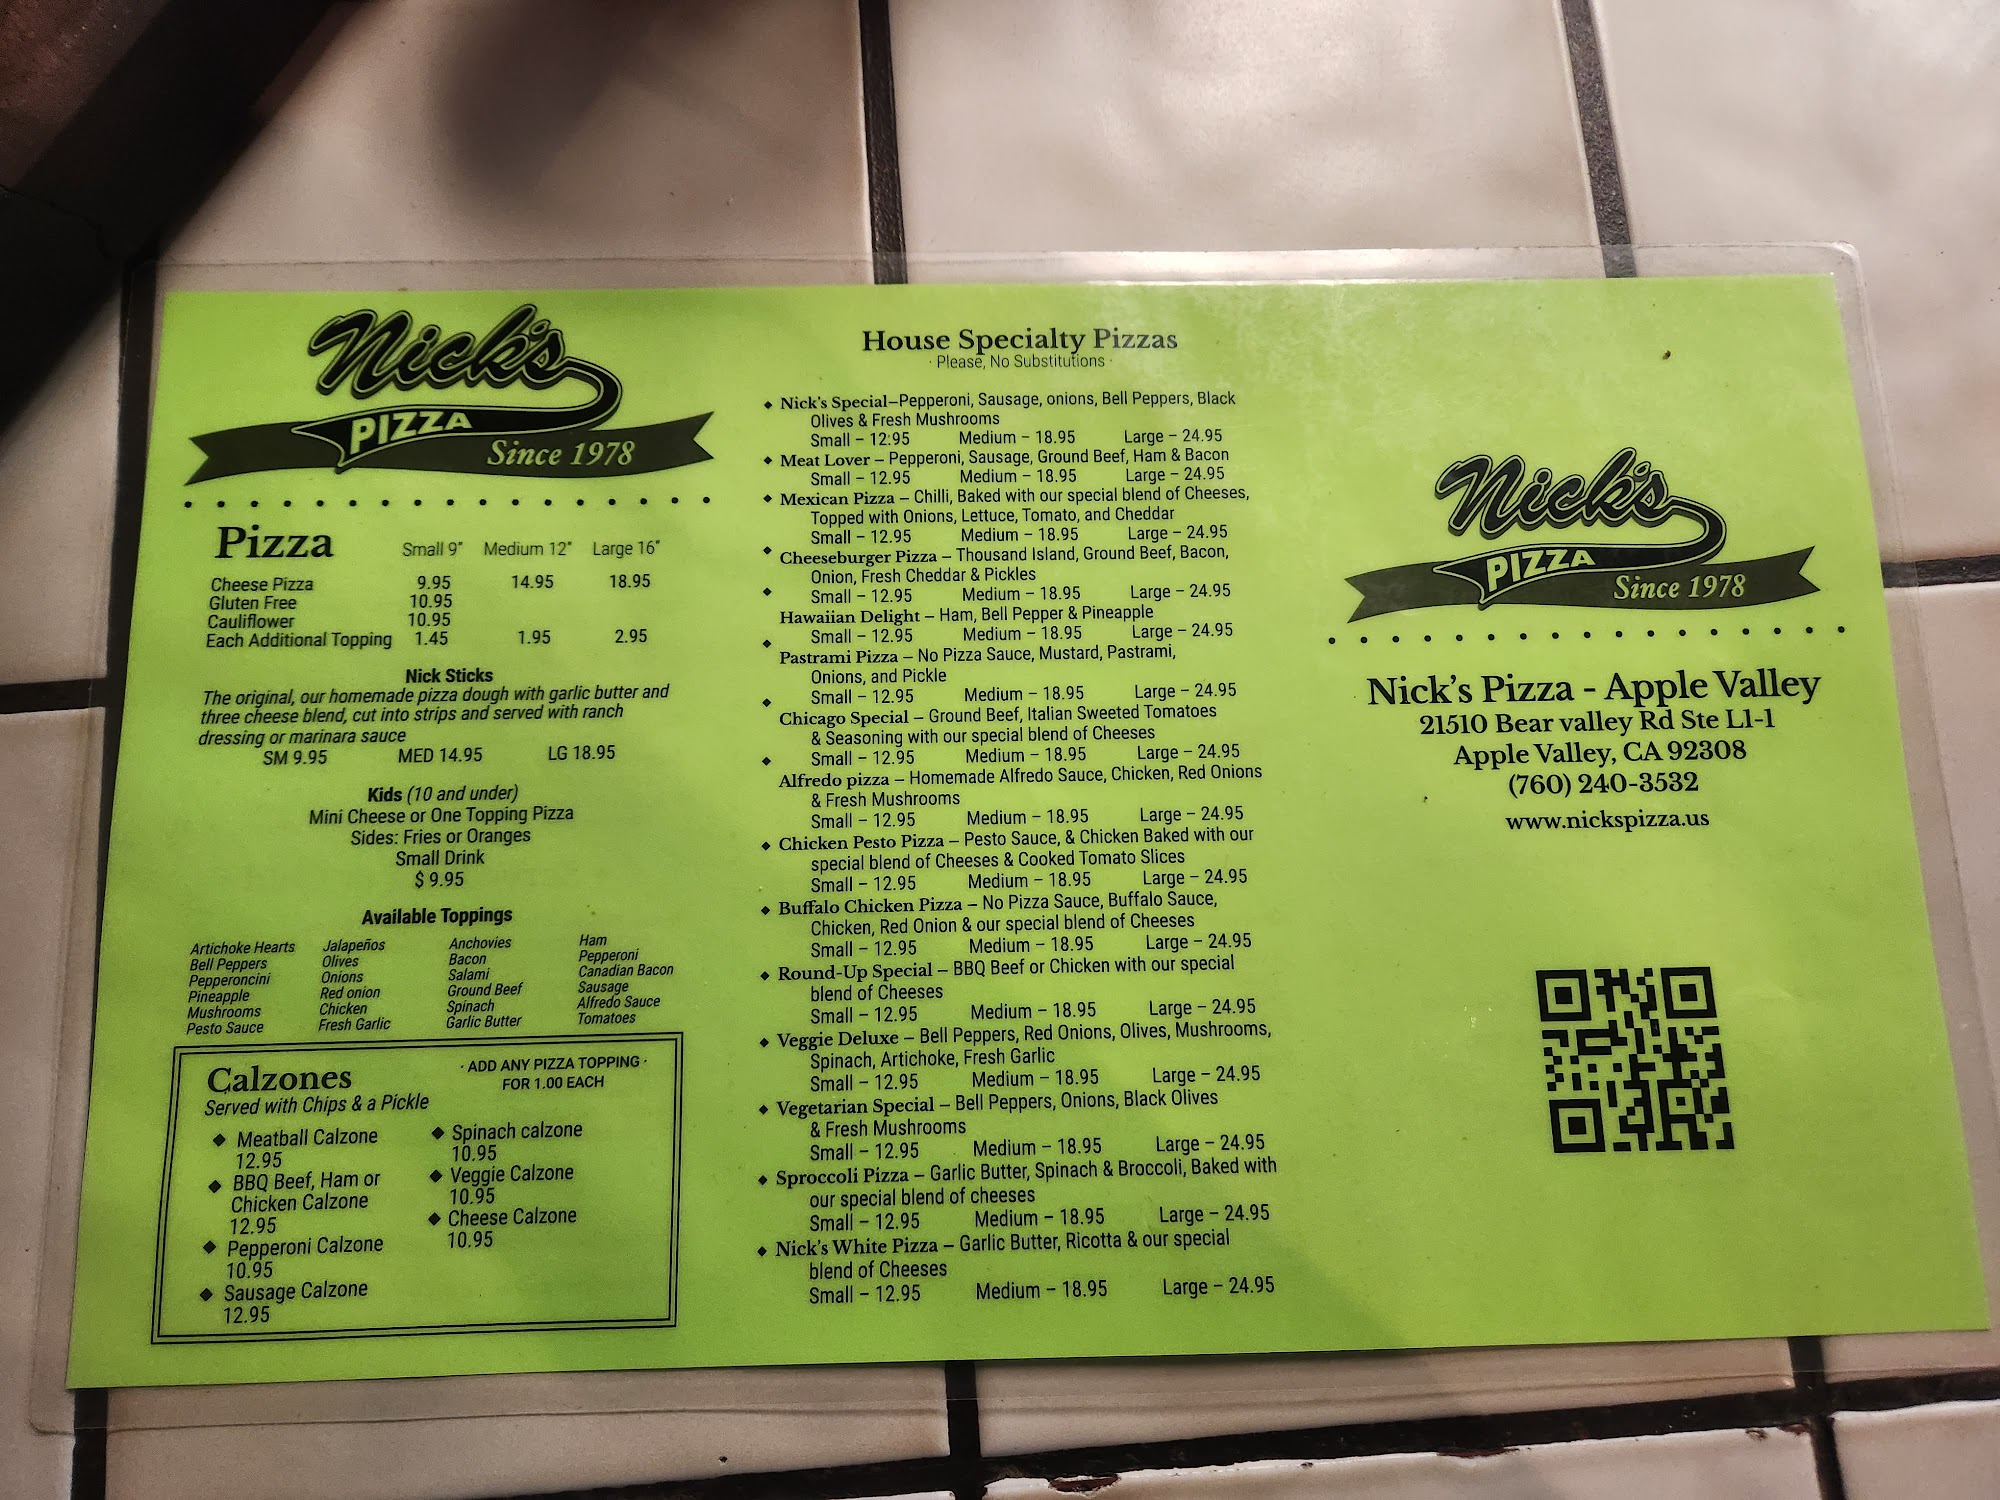 Nick's
PIZZA
Since 1978
Pizza Small 9" Medium 12" Large 16"
Cheese Pizza 9.95 14.95 18.95
Gluten Free 10.95
Cauliflower 10.95
Each Additional Topping 1.45 1.95 2.95
Nick Sticks
The original, our homemade pizza dough with garlic butter and
three cheese blend, cut into strips and served with ranch
dressing or marinara sauce
SM 9.95 MED 14.95 LG 18.95
Kids (10 and under)
Mini Cheese or One Topping Pizza
Sides: Fries or Oranges
Small Drink
$ 9.95
Available Toppings
Artichoke Hearts Jalapeños Anchovies Ham
Bell Peppers Olives Bacon Pepperoni
Pepperoncini Onions Salami Canadian Bacon
Pineapple Red onion Ground Beef Sausage
Mushrooms Chicken Spinach Alfredo Sauce
Pesto Sauce Fresh Garlic Garlic Butter Tomatoes
Calzones
Served with Chips & a Pickle
· ADD ANY PIZZA TOPPING ·
FOR 1.00 EACH
◆ Meatball Calzone
12.95
◆ BBQ Beef, Ham or
Chicken Calzone
12.95
◆ Pepperoni Calzone
10.95
◆ Sausage Calzone
12.95
◆ Spinach calzone
10.95
◆ Veggie Calzone
10.95
◆ Cheese Calzone
10.95
House Specialty Pizzas
· Please, No Substitutions ·
◆ Nick's Special–Pepperoni, Sausage, onions, Bell Peppers, Black
Olives & Fresh Mushrooms
Small – 12:95 Medium – 18.95 Large – 24.95
◆ Meat Lover – Pepperoni, Sausage, Ground Beef, Ham & Bacon
Small – 12.95 Medium – 18.95 Large – 24.95
◆ Mexican Pizza – Chilli, Baked with our special blend of Cheeses,
Topped with Onions, Lettuce, Tomato, and Cheddar
Small – 12.95 Medium – 18.95 Large – 24.95
◆ Cheeseburger Pizza – Thousand Island, Ground Beef, Bacon,
Onion, Fresh Cheddar & Pickles
◆ Small – 12.95 Medium – 18.95 Large – 24.95
Hawaiian Delight – Ham, Bell Pepper & Pineapple
Small – 12.95 Medium – 18.95 Large – 24.95
◆ Pastrami Pizza – No Pizza Sauce, Mustard, Pastrami,
Onions, and Pickle
◆ Small – 12.95 Medium – 18.95 Large – 24.95
Chicago Special – Ground Beef, Italian Sweeted Tomatoes
& Seasoning with our special blend of Cheeses
◆ Small – 12.95 Medium – 18.95 Large – 24.95
Alfredo pizza – Homemade Alfredo Sauce, Chicken, Red Onions
& Fresh Mushrooms
Small – 12.95 Medium – 18.95 Large – 24.95
◆ Chicken Pesto Pizza – Pesto Sauce, & Chicken Baked with our
special blend of Cheeses & Cooked Tomato Slices
Small – 12.95 Medium – 18.95 Large – 24.95
◆ Buffalo Chicken Pizza – No Pizza Sauce, Buffalo Sauce,
Chicken, Red Onion & our special blend of Cheeses
Small – 12.95 Medium – 18.95 Large – 24.95
◆ Round-Up Special – BBQ Beef or Chicken with our special
blend of Cheeses
Small – 12.95 Medium – 18.95 Large – 24.95
◆ Veggie Deluxe – Bell Peppers, Red Onions, Olives, Mushrooms,
Spinach, Artichoke, Fresh Garlic
Small – 12.95 Medium – 18.95 Large – 24.95
◆ Vegetarian Special – Bell Peppers, Onions, Black Olives
& Fresh Mushrooms
Small – 12.95 Medium – 18.95 Large – 24.95
◆ Sproccoli Pizza – Garlic Butter, Spinach & Broccoli, Baked with
our special blend of cheeses
Small – 12.95 Medium – 18.95 Large – 24.95
◆ Nick's White Pizza – Garlic Butter, Ricotta & our special
blend of Cheeses
Small – 12.95 Medium – 18.95 Large – 24.95
Nick's
PIZZA
Since 1978
Nick's Pizza - Apple Valley
21510 Bear valley Rd Ste L1-1
Apple Valley, CA 92308
(760) 240-3532
www.nickspizza.us